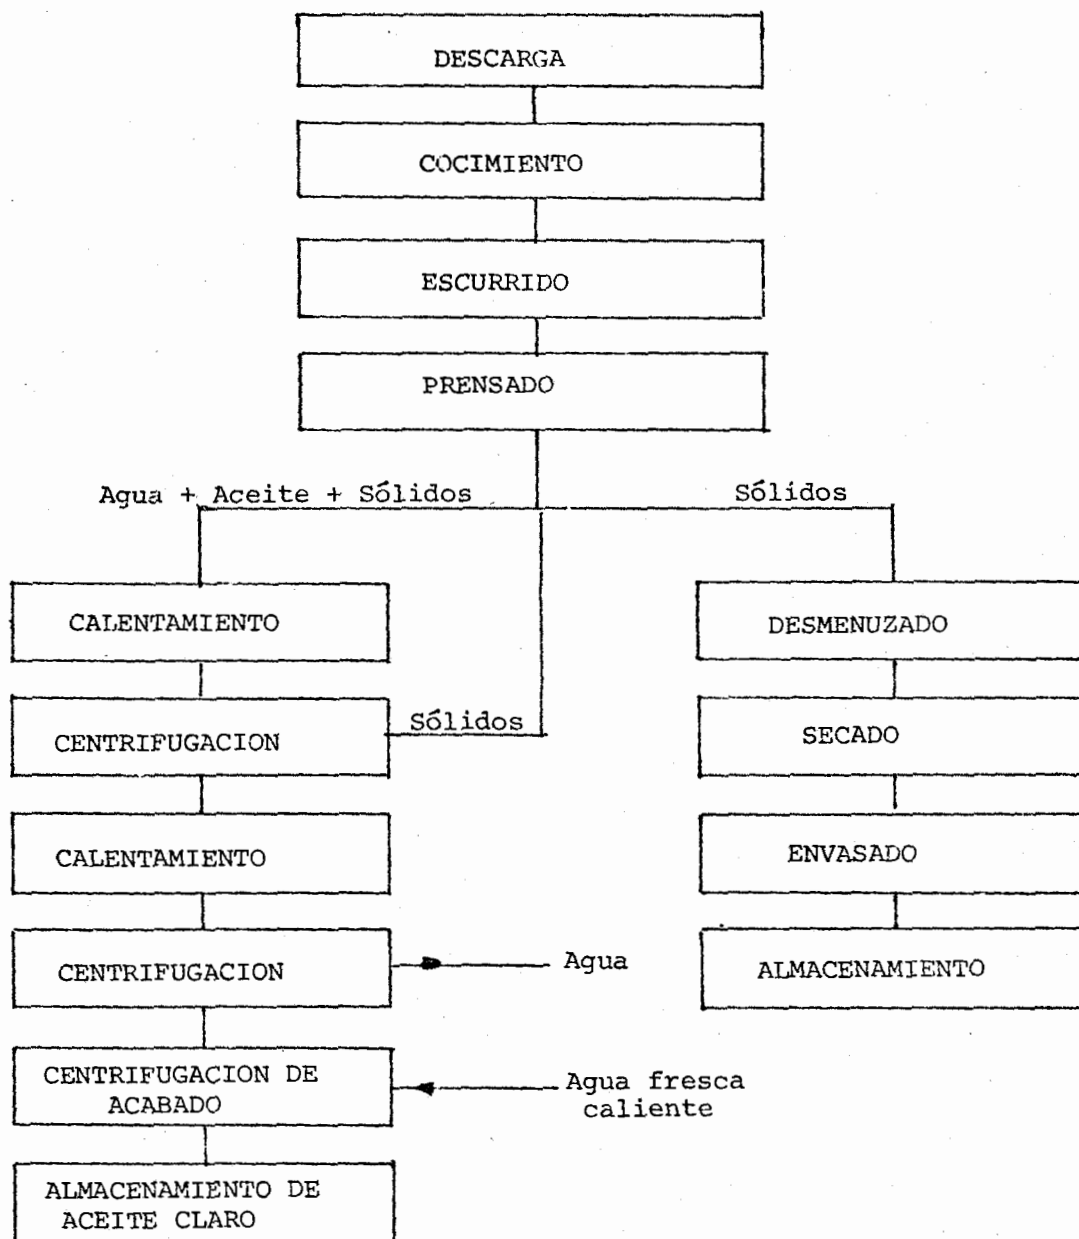 DESCARGA
COCIMIENTO
ESCURRIDO
PRENSADO
Agua + Aceite + Sólidos
Sólidos
CALENTAMIENTO
DESMENUZADO
CENTRIFUGACION
Sólidos
SECADO
CALENTAMIENTO
ENVASADO
CENTRIFUGACION
Agua
ALMACENAMIENTO
CENTRIFUGACION DE
ACABADO
Agua fresca
caliente
ALMACENAMIENTO DE
ACEITE CLARO